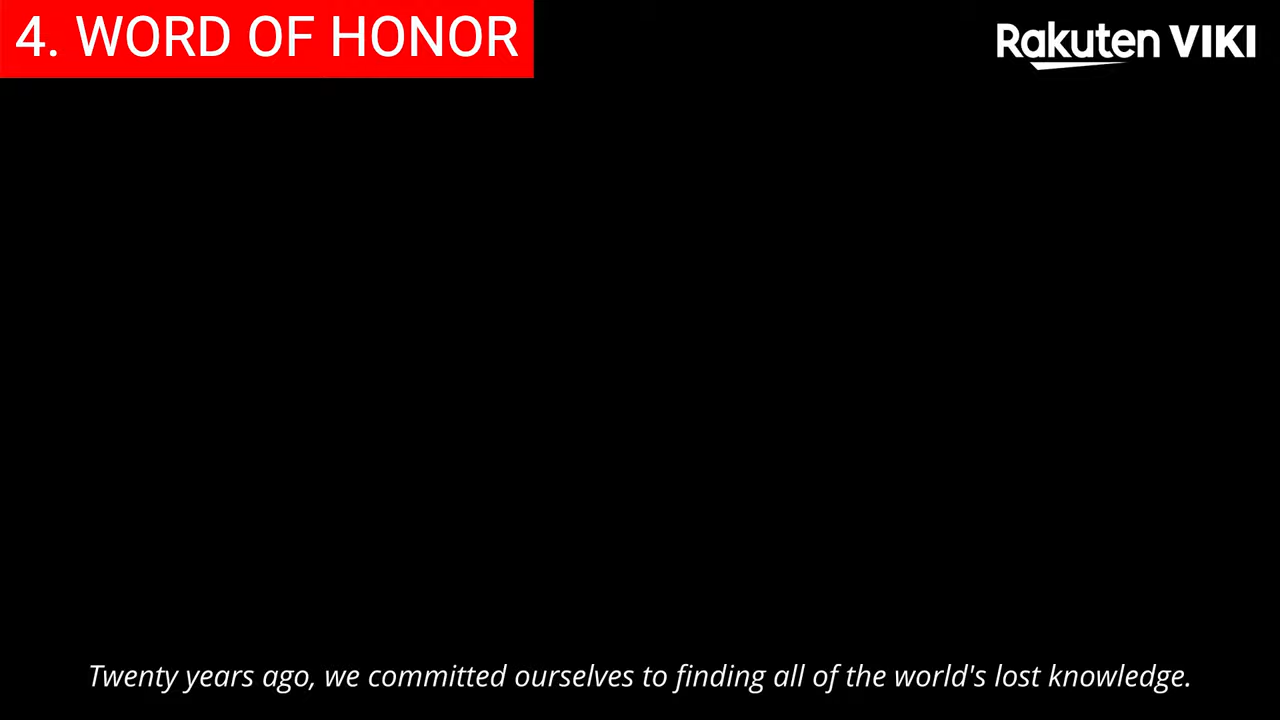 4. WORD OF HONOR
Rakuten VIKI
Twenty years ago, we committed ourselves to finding all of the world's lost knowledge.